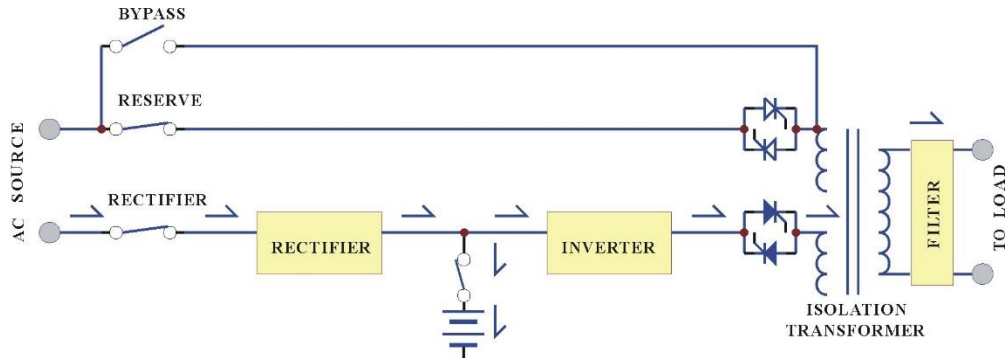 BYPASS
RESERVE
AC SOURCE
RECTIFIER
RECTIFIER
INVERTER
FILTER
TO LOAD
ISOLATION
TRANSFORMER